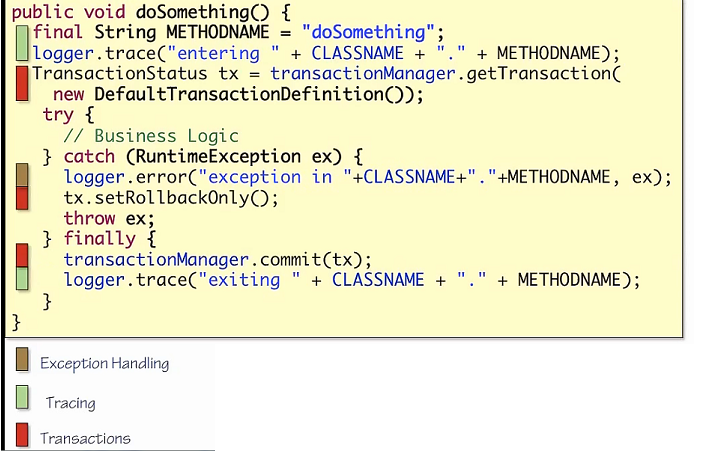 public void doSomething() {
final String METHODNAME = "doSomething";
logger.trace("entering " + CLASSNAME + "." + METHODNAME);
TransactionStatus tx = transactionManager.getTransaction(
new DefaultTransactionDefinition());
try {
// Business Logic
} catch (RuntimeException ex) {
logger.error("exception in "+CLASSNAME+"."+METHODNAME, ex);
tx.setRollbackOnly();
throw ex;
} finally {
transactionManager.commit(tx);
logger.trace("exiting " + CLASSNAME + "." + METHODNAME);
}
}
Exception Handling
Tracing
Transactions